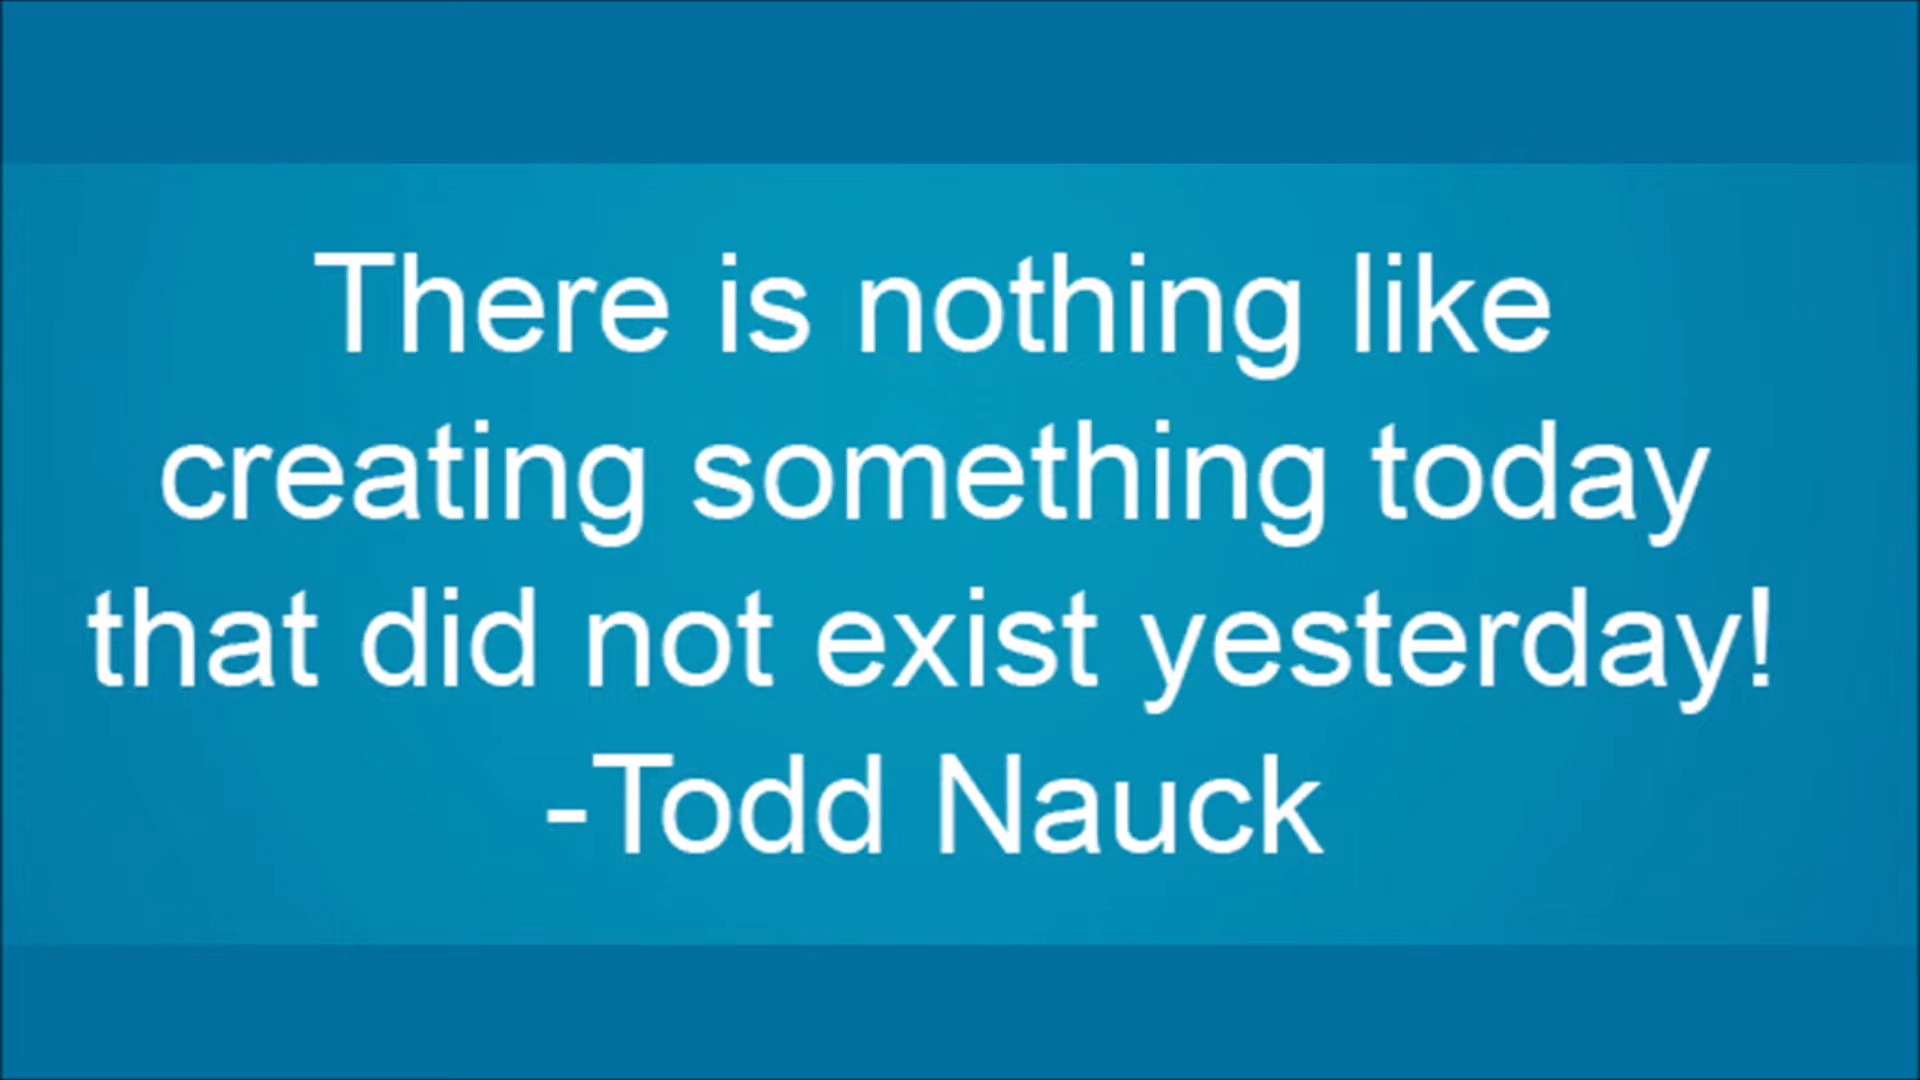 There is nothing like
creating something today
that did not exist yesterday!
-Todd Nauck